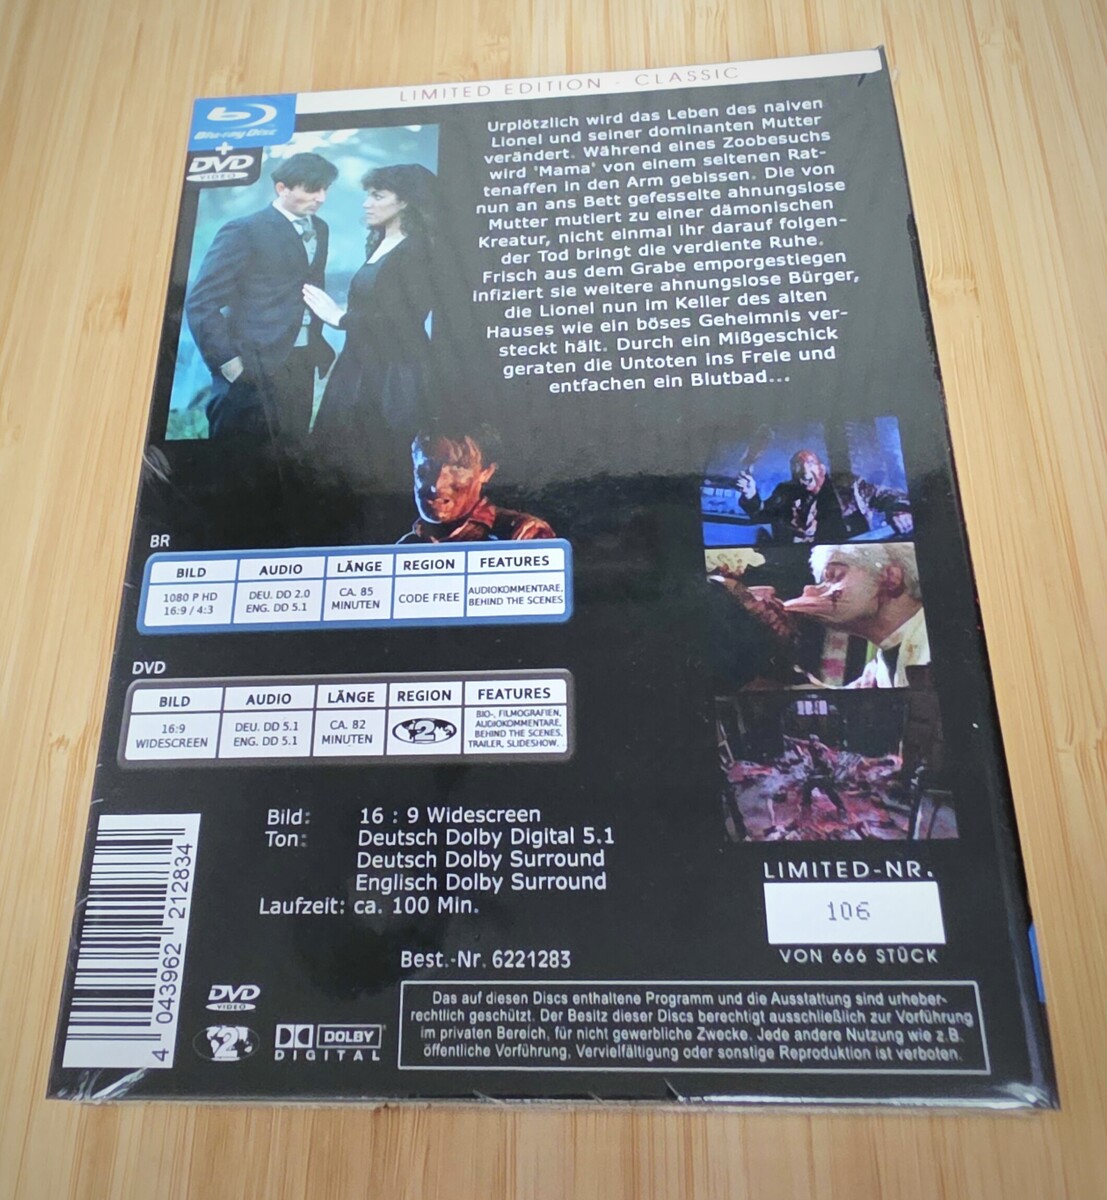 LIMITED EDITION - CLASSIC
Blu-ray Disc
+
DVD
VIDEO
Urplötzlich wird das Leben des naiven
Lionel und seiner dominanten Mutter
verändert. Während eines Zoobesuchs
wird 'Mama' von einem seltenen Rat-
tenaffen in den Arm gebissen. Die von
nun an ans Bett gefesselte ahnungslose
Mutter mutiert zu einer dämonischen
Kreatur, nicht einmal ihr darauf folgen-
der Tod bringt die verdiente Ruhe.
Frisch aus dem Grabe emporgestiegen
infiziert sie weitere ahnungslose Bürger,
die Lionel nun im Keller des alten
Hauses wie ein böses Geheimnis ver-
steckt hält. Durch ein Mißgeschick
geraten die Untoten ins Freie und
entfachen ein Blutbad...
BR
BILD AUDIO LÄNGE REGION FEATURES
1080 P HD DEU. DD 2.0 CA. 85 CODE FREE AUDIOKOMMENTARE,
16:9 / 4:3 ENG. DD 5.1 MINUTEN BEHIND THE SCENES
DVD
BILD AUDIO LÄNGE REGION FEATURES
16:9 DEU. DD 5.1 CA. 82 2 BIO-, FILMOGRAFIEN,
WIDESCREEN ENG. DD 5.1 MINUTEN AUDIOKOMMENTARE,
BEHIND THE SCENES,
TRAILER, SLIDESHOW...
Bild: 16 : 9 Widescreen
Ton: Deutsch Dolby Digital 5.1
Deutsch Dolby Surround
Englisch Dolby Surround
Laufzeit: ca. 100 Min.
LIMITED-NR.
106
VON 666 STÜCK
Best.-Nr. 6221283
4 043962 212834
DVD
VIDEO
2
DOLBY
DIGITAL
Das auf diesen Discs enthaltene Programm und die Ausstattung sind urheber-
rechtlich geschützt. Der Besitz dieser Discs berechtigt ausschließlich zur Vorführung
im privaten Bereich, für nicht gewerbliche Zwecke. Jede andere Nutzung wie z.B.
öffentliche Vorführung, Vervielfältigung oder sonstige Reproduktion ist verboten.